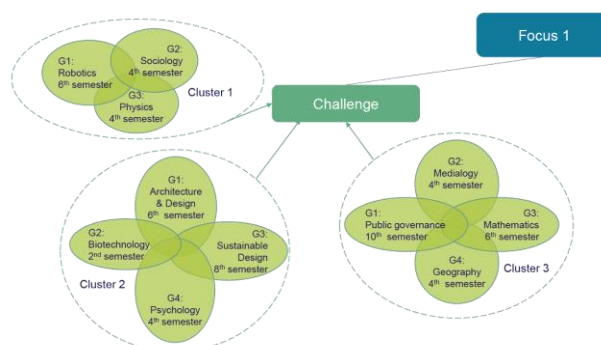 Focus 1
Challenge
G1:
Robotics
6th semester
G2:
Sociology
4th semester
G3:
Physics
4th semester
Cluster 1
G1:
Architecture
& Design
6th semester
G2:
Biotechnology
2nd semester
G3:
Sustainable
Design
8th semester
G4:
Psychology
4th semester
Cluster 2
G2:
Medialogy
4th semester
G1:
Public governance
10th semester
G3:
Mathematics
6th semester
G4:
Geography
4th semester
Cluster 3